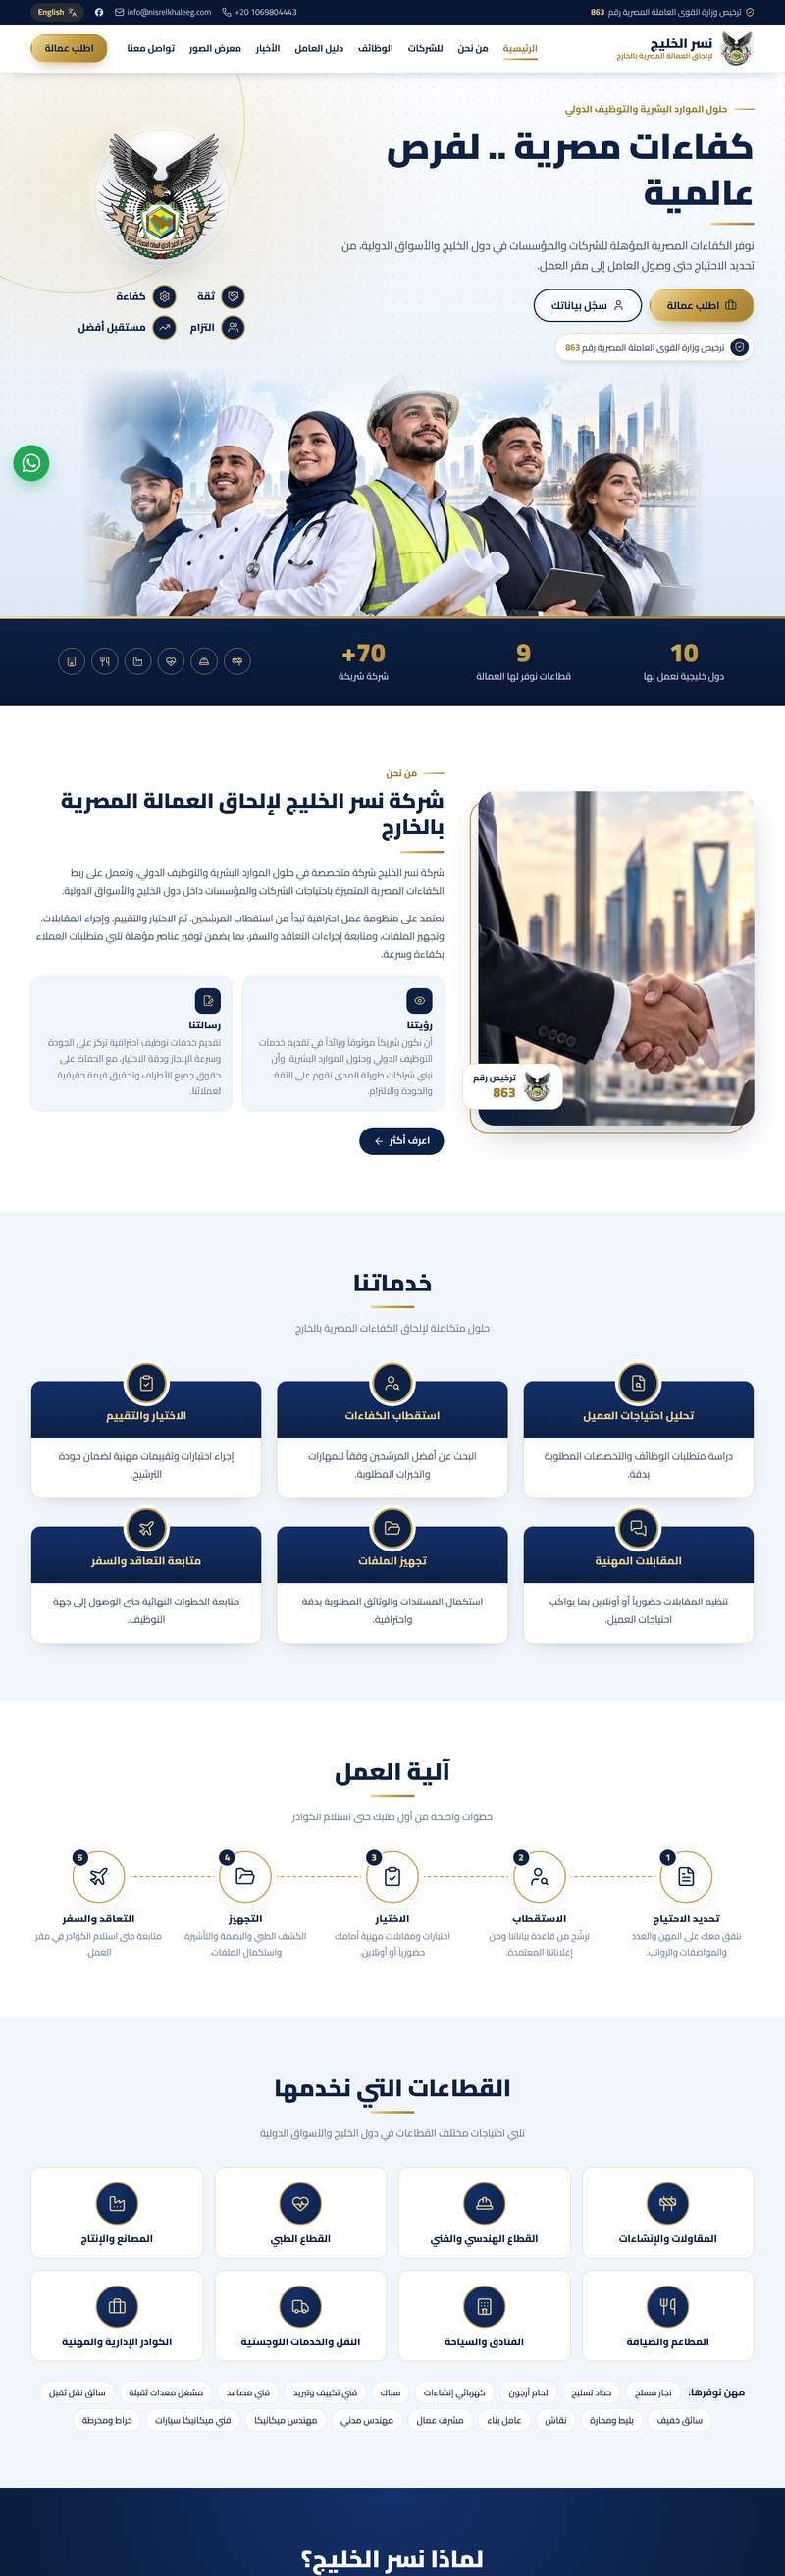 ترخيص وزارة القوى العاملة المصرية رقم 863
+20 1069804443
info@nisrelkhaleeg.com
English
نسر الخليج
لإلحاق العمالة المصرية بالخارج
الرئيسية
من نحن
للشركات
الوظائف
دليل العامل
الأخبار
معرض الصور
تواصل معنا
اطلب عمالة
حلول الموارد البشرية والتوظيف الدولي
كفاءات مصرية .. لفرص
عالمية
نوفر الكفاءات المصرية المؤهلة للشركات والمؤسسات في دول الخليج والأسواق الدولية، من
تحديد الاحتياج حتى وصول العامل إلى مقر العمل.
اطلب عمالة
سجّل بياناتك
ترخيص وزارة القوى العاملة المصرية رقم 863
ثقة
كفاءة
التزام
مستقبل أفضل
10
دول خليجية نعمل بها
9
قطاعات نوفر لها العمالة
+70
شركة شريكة
من نحن
شركة نسر الخليج لإلحاق العمالة المصرية
بالخارج
شركة نسر الخليج شركة متخصصة في حلول الموارد البشرية والتوظيف الدولي، وتعمل على ربط
الكفاءات المصرية المتميزة باحتياجات الشركات والمؤسسات داخل دول الخليج والأسواق الدولية.
نعتمد على منظومة عمل احترافية تبدأ من استقطاب المرشحين، ثم الاختيار والتقييم، وإجراء المقابلات،
وتجهيز الملفات، ومتابعة إجراءات التعاقد والسفر، بما يضمن توفير عناصر مؤهلة تلبي متطلبات العملاء
بكفاءة وسرعة.
رؤيتنا
أن نكون شريكاً موثوقاً ورائداً في تقديم خدمات
التوظيف الدولي وحلول الموارد البشرية، وأن
نبني شراكات طويلة المدى تقوم على الثقة
والجودة والالتزام.
رسالتنا
تقديم خدمات توظيف احترافية تركز على الجودة
وسرعة الإنجاز ودقة الاختيار، مع الحفاظ على
حقوق جميع الأطراف وتحقيق قيمة حقيقية
لعملائنا.
ترخيص رقم
863
اعرف أكثر
خدماتنا
حلول متكاملة لإلحاق الكفاءات المصرية بالخارج
تحليل احتياجات العميل
دراسة متطلبات الوظائف والتخصصات المطلوبة
بدقة.
استقطاب الكفاءات
البحث عن أفضل المرشحين وفقاً للمهارات
والخبرات المطلوبة.
الاختيار والتقييم
إجراء اختبارات وتقييمات مهنية لضمان جودة
الترشيح.
المقابلات المهنية
تنظيم المقابلات حضورياً أو أونلاين بما يواكب
احتياجات العميل.
تجهيز الملفات
استكمال المستندات والوثائق المطلوبة بدقة
واحترافية.
متابعة التعاقد والسفر
متابعة الخطوات النهائية حتى الوصول إلى جهة
التوظيف.
آلية العمل
خطوات واضحة من أول طلبك حتى استلام الكوادر
1
تحديد الاحتياج
نتفق معك على المهن والعدد
والمواصفات والرواتب.
2
الاستقطاب
نرشّح من قاعدة بياناتنا ومن
إعلاناتنا المعتمدة.
3
الاختيار
اختبارات ومقابلات مهنية أمامك
حضورياً أو أونلاين.
4
التجهيز
الكشف الطبي والبصمة والتأشيرة
واستكمال الملفات.
5
التعاقد والسفر
متابعة حتى استلام الكوادر في مقر
العمل.
القطاعات التي نخدمها
نلبي احتياجات مختلف القطاعات في دول الخليج والأسواق الدولية
المقاولات والإنشاءات
القطاع الهندسي والفني
القطاع الطبي
المصانع والإنتاج
المطاعم والضيافة
الفنادق والسياحة
النقل والخدمات اللوجستية
الكوادر الإدارية والمهنية
مهن نوفرها:
نجار مسلح
حداد تسليح
لحام أرجون
كهربائي إنشاءات
سباك
فني تكييف وتبريد
فني مصاعد
مشغل معدات ثقيلة
سائق نقل ثقيل
سائق خفيف
بليط ومحارة
نقاش
عامل بناء
مشرف عمال
مهندس مدني
مهندس ميكانيكا
فني ميكانيكا سيارات
خراط ومخرطة
لماذا نسر الخليج؟